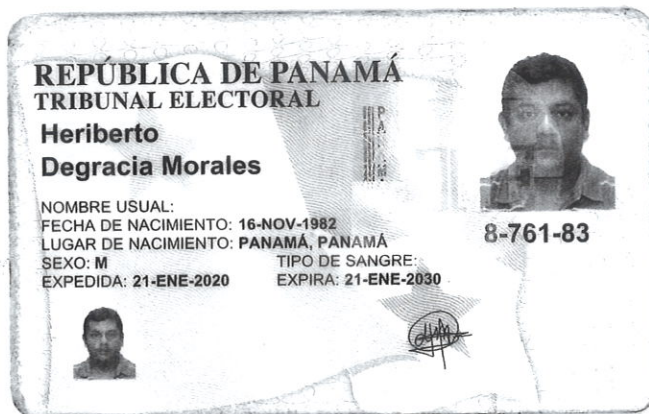 REPÚBLICA DE PANAMÁ
TRIBUNAL ELECTORAL
Heriberto
Degracia Morales
NOMBRE USUAL:
FECHA DE NACIMIENTO: 16-NOV-1982
LUGAR DE NACIMIENTO: PANAMÁ, PANAMÁ
SEXO: M TIPO DE SANGRE:
EXPEDIDA: 21-ENE-2020 EXPIRA: 21-ENE-2030
8-761-83